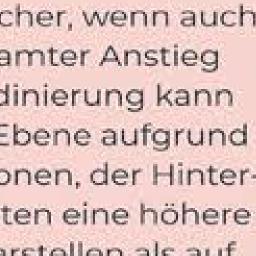 cher, wenn auch
amter Anstieg
dinierung kann
Ebene aufgrund
onen, der Hinter-
ten eine höhere
arstellen als auf